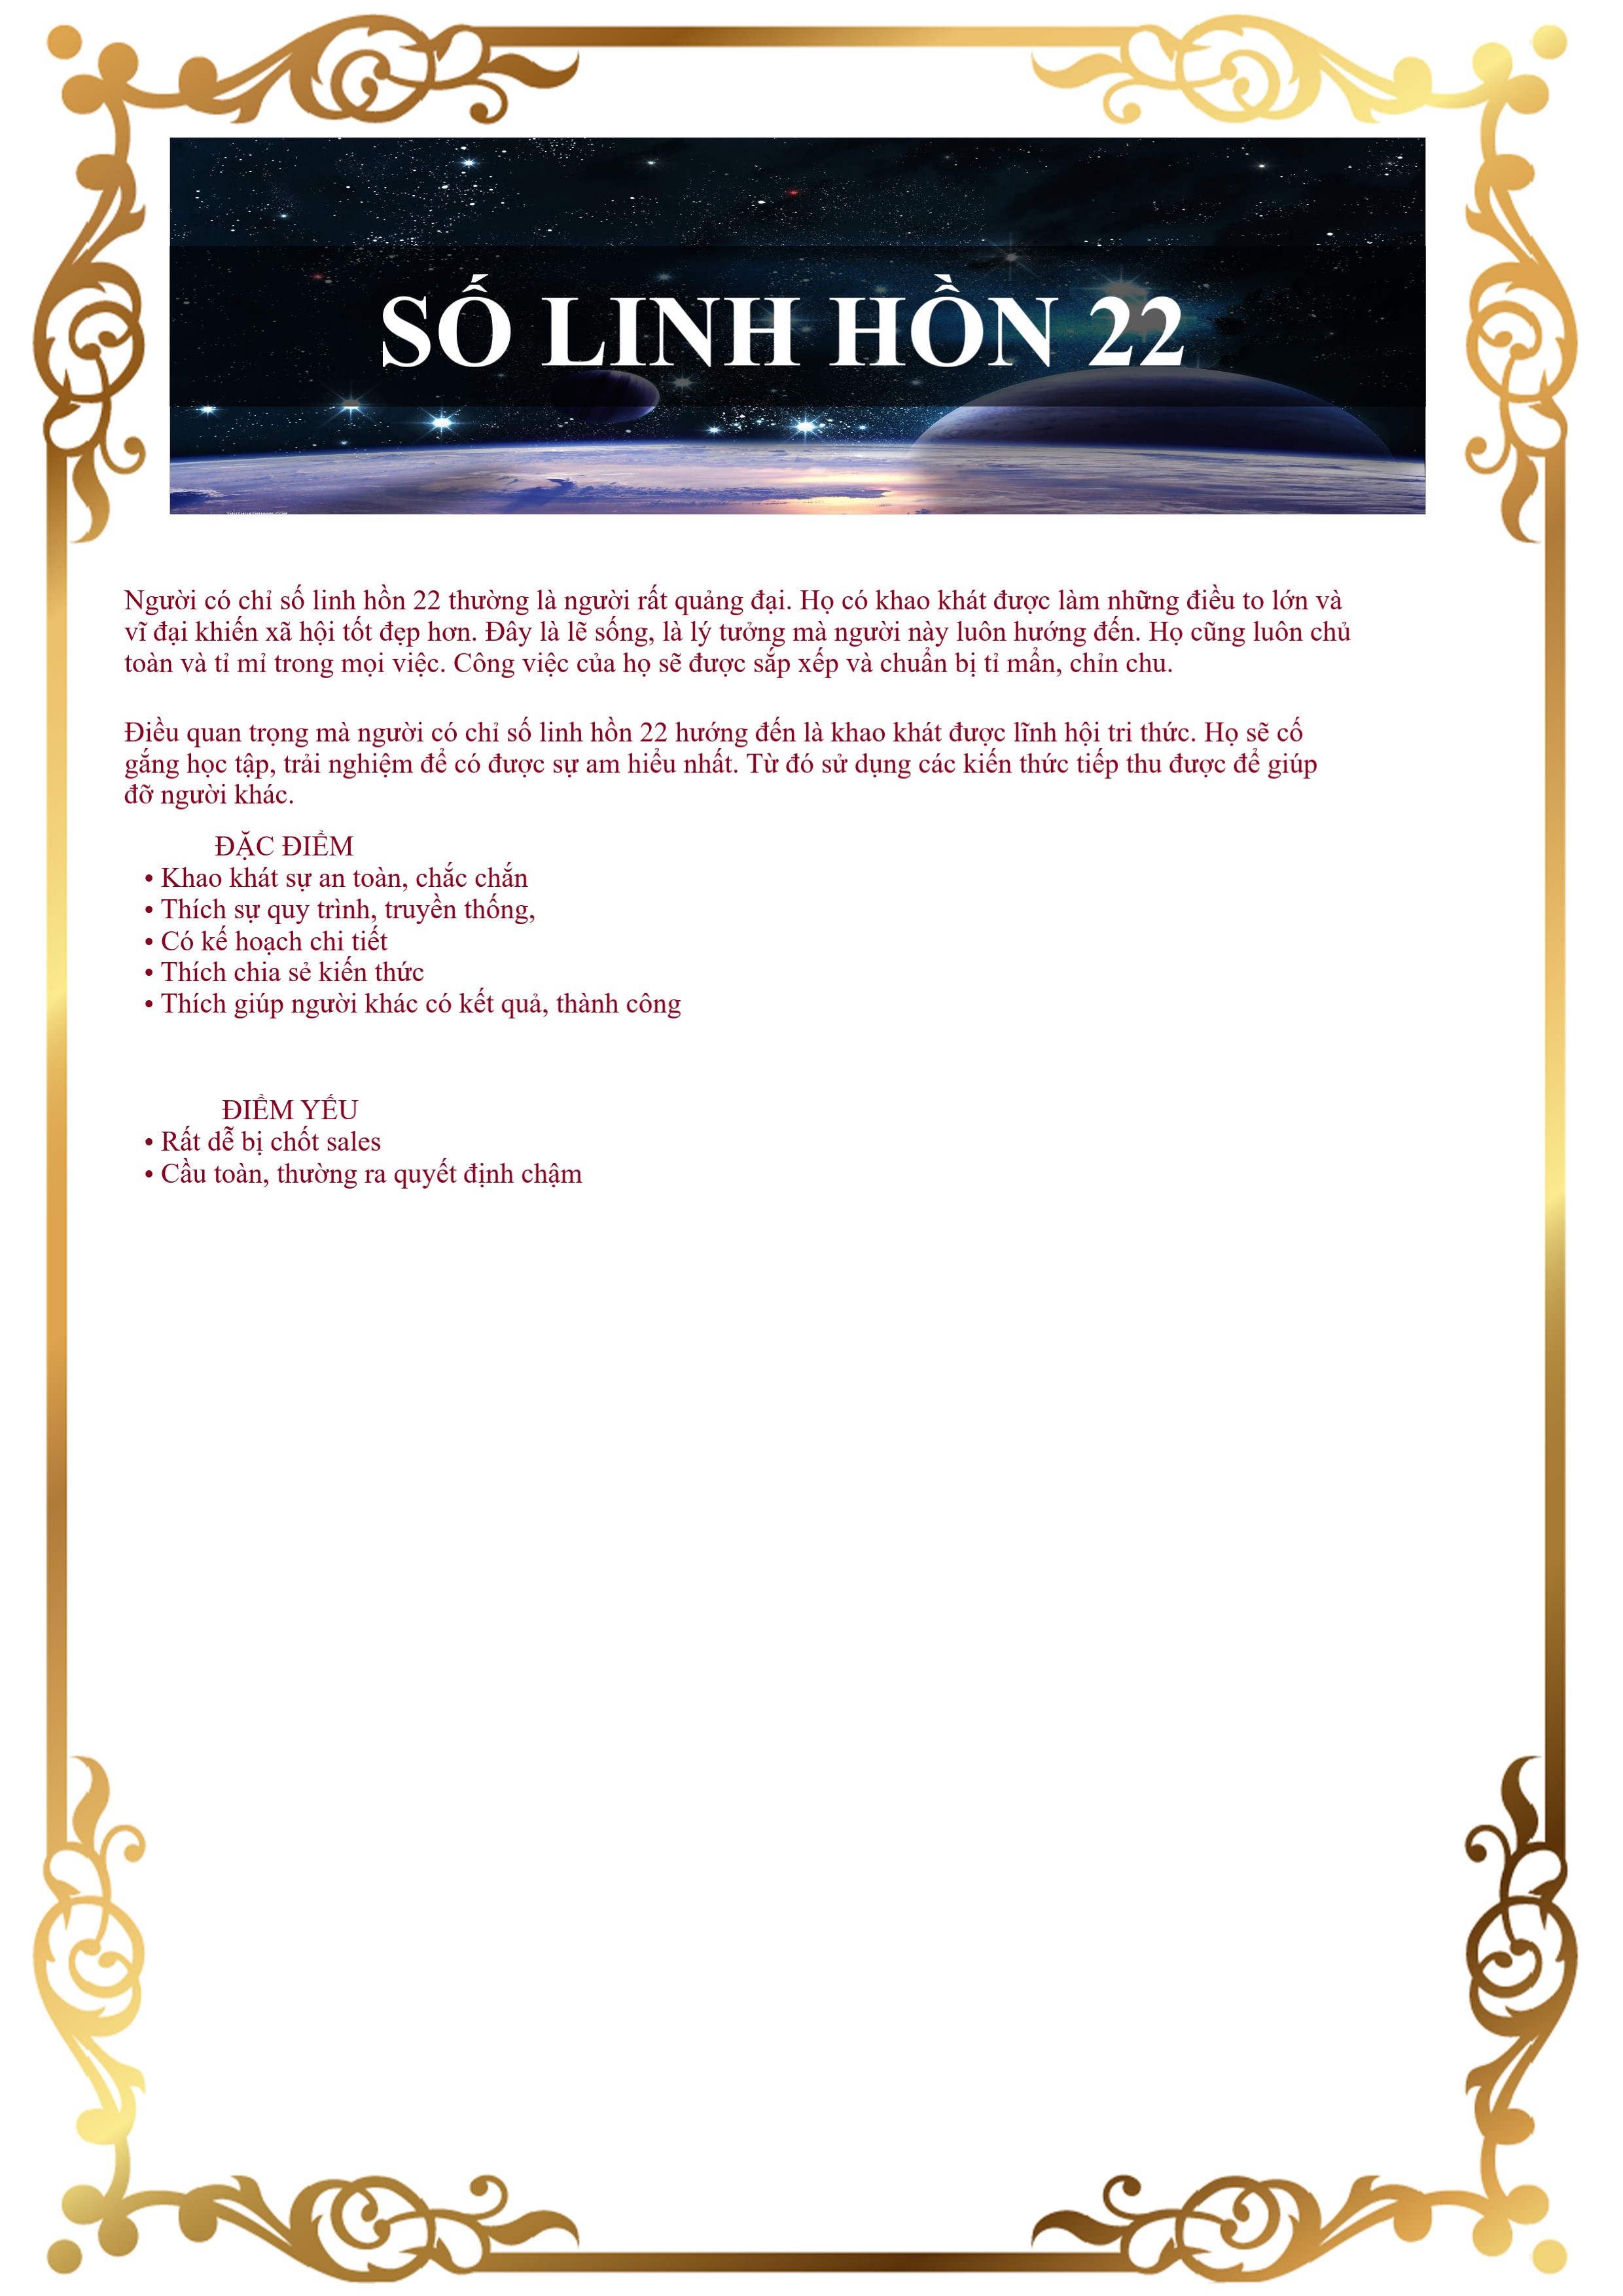 SỐ LINH HỒN 22
Người có chỉ số linh hồn 22 thường là người rất quảng đại. Họ có khao khát được làm những điều to lớn và
vĩ đại khiến xã hội tốt đẹp hơn. Đây là lẽ sống, là lý tưởng mà người này luôn hướng đến. Họ cũng luôn chủ
toàn và tỉ mỉ trong mọi việc. Công việc của họ sẽ được sắp xếp và chuẩn bị tỉ mẩn, chỉn chu.
Điều quan trọng mà người có chỉ số linh hồn 22 hướng đến là khao khát được lĩnh hội tri thức. Họ sẽ cố
gắng học tập, trải nghiệm để có được sự am hiểu nhất. Từ đó sử dụng các kiến thức tiếp thu được để giúp
đỡ người khác.
ĐẶC ĐIỂM
• Khao khát sự an toàn, chắc chắn
• Thích sự quy trình, truyền thống,
• Có kế hoạch chi tiết
• Thích chia sẻ kiến thức
• Thích giúp người khác có kết quả, thành công
ĐIỂM YẾU
• Rất dễ bị chốt sales
• Cầu toàn, thường ra quyết định chậm